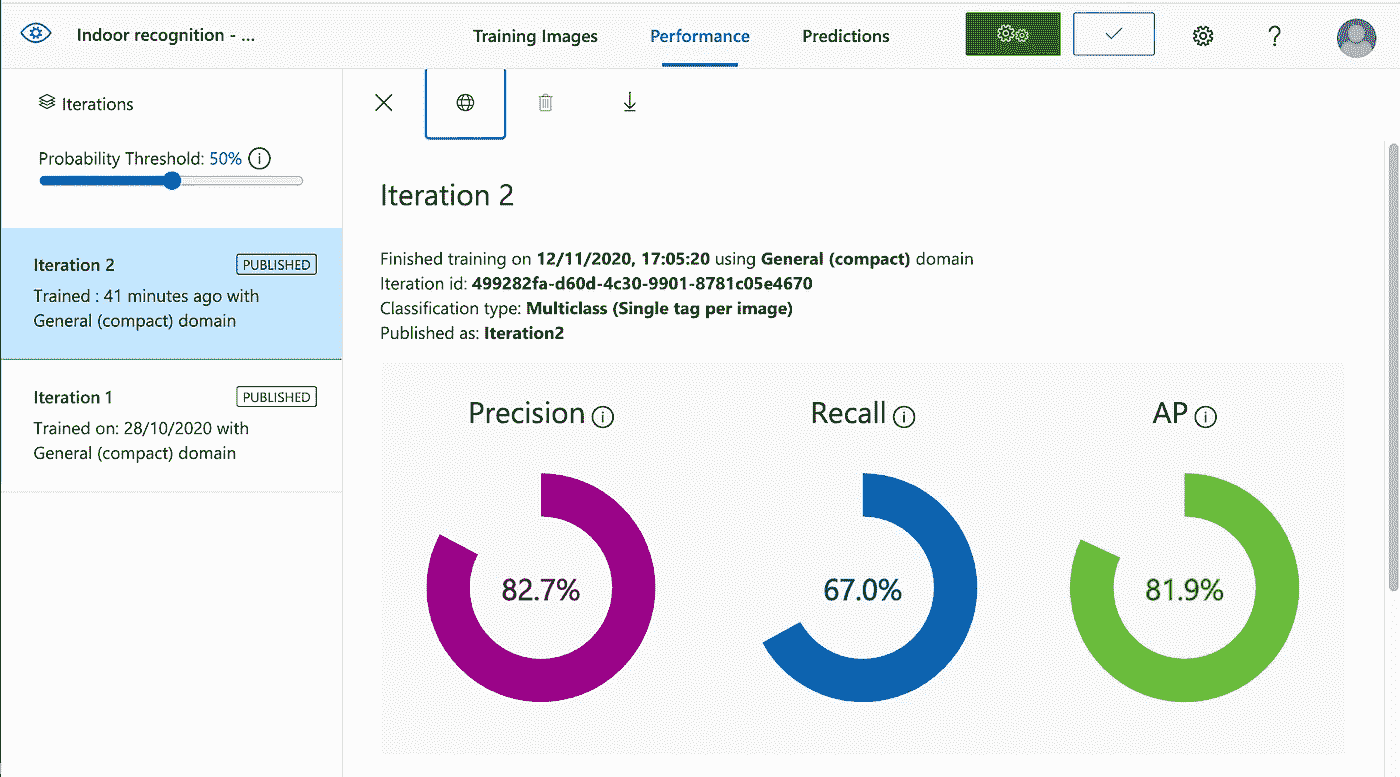 Indoor recognition - ...
Training Images
Performance
Predictions
?
Iterations
Probability Threshold: 50%
Iteration 2
PUBLISHED
Trained : 41 minutes ago with
General (compact) domain
Iteration 1
PUBLISHED
Trained on: 28/10/2020 with
General (compact) domain
Iteration 2
Finished training on 12/11/2020, 17:05:20 using General (compact) domain
Iteration id: 499282fa-d60d-4c30-9901-8781c05e4670
Classification type: Multiclass (Single tag per image)
Published as: Iteration2
Precision
Recall
AP
82.7%
67.0%
81.9%